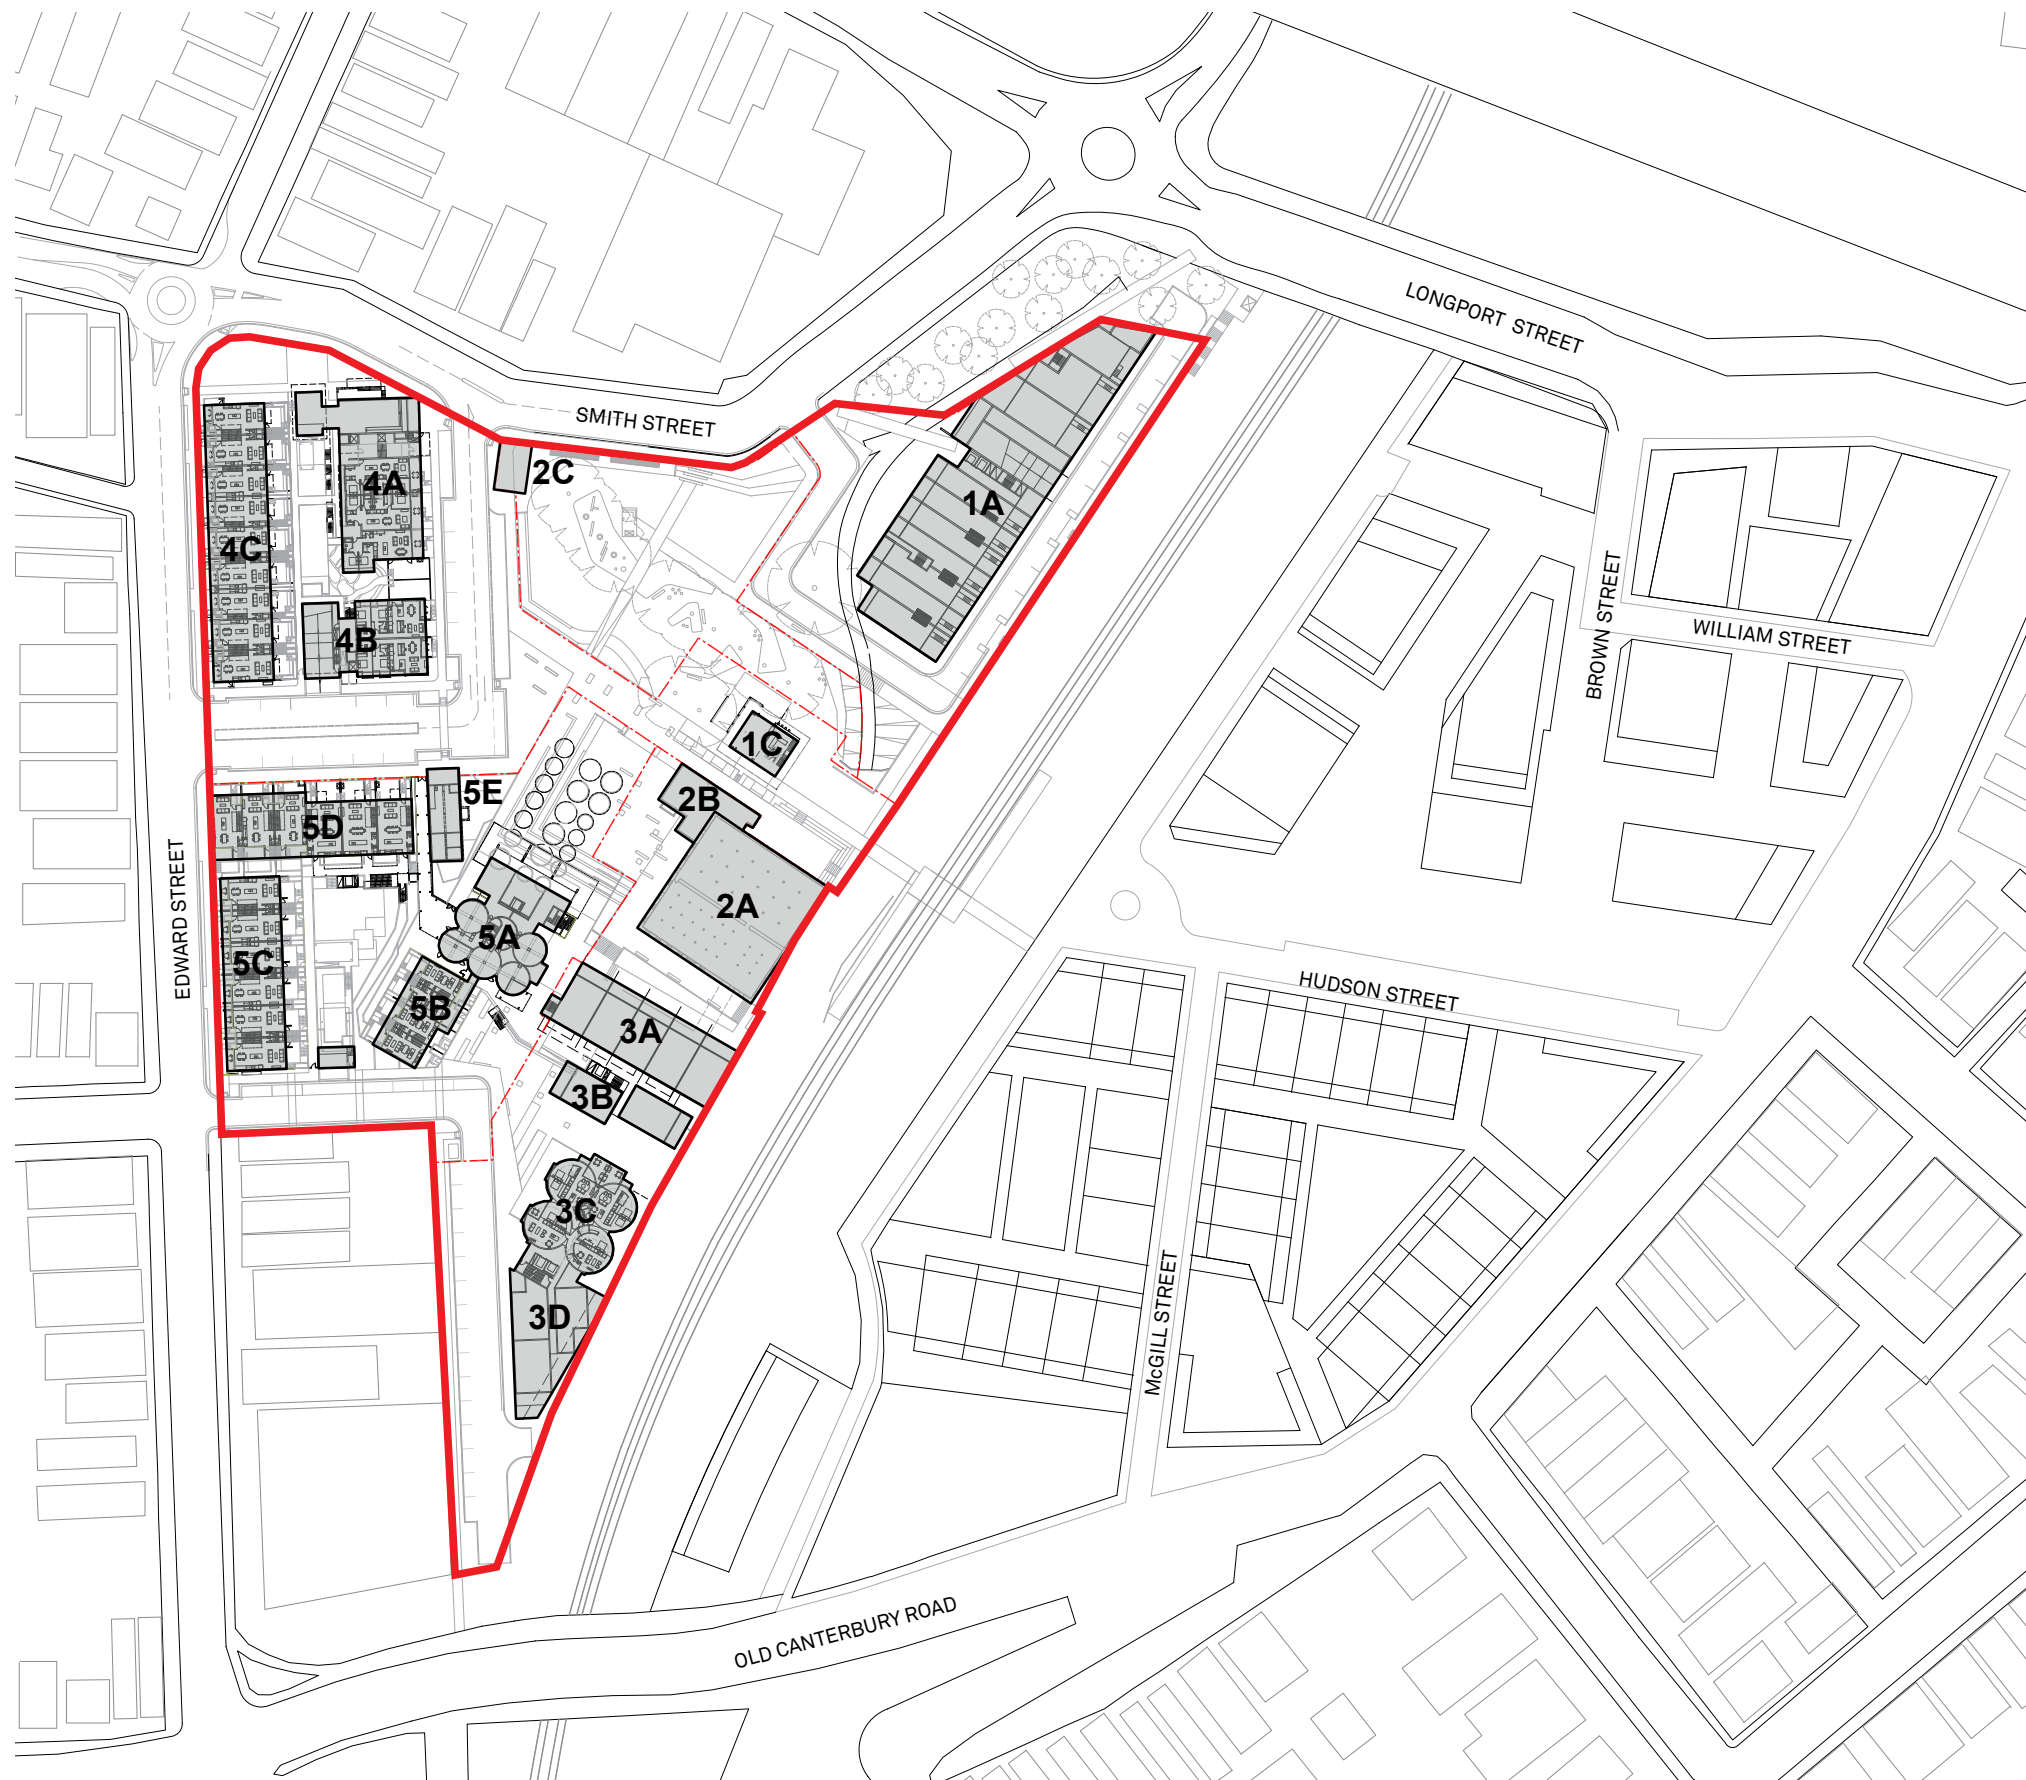 LONGPORT STREET
SMITH STREET
2C
4A
1A
4C
BROWN STREET
WILLIAM STREET
4B
1C
5E
2B
5D
EDWARD STREET
2A
5A
5C
HUDSON STREET
5B
3A
3B
3C
McGILL STREET
3D
OLD CANTERBURY ROAD